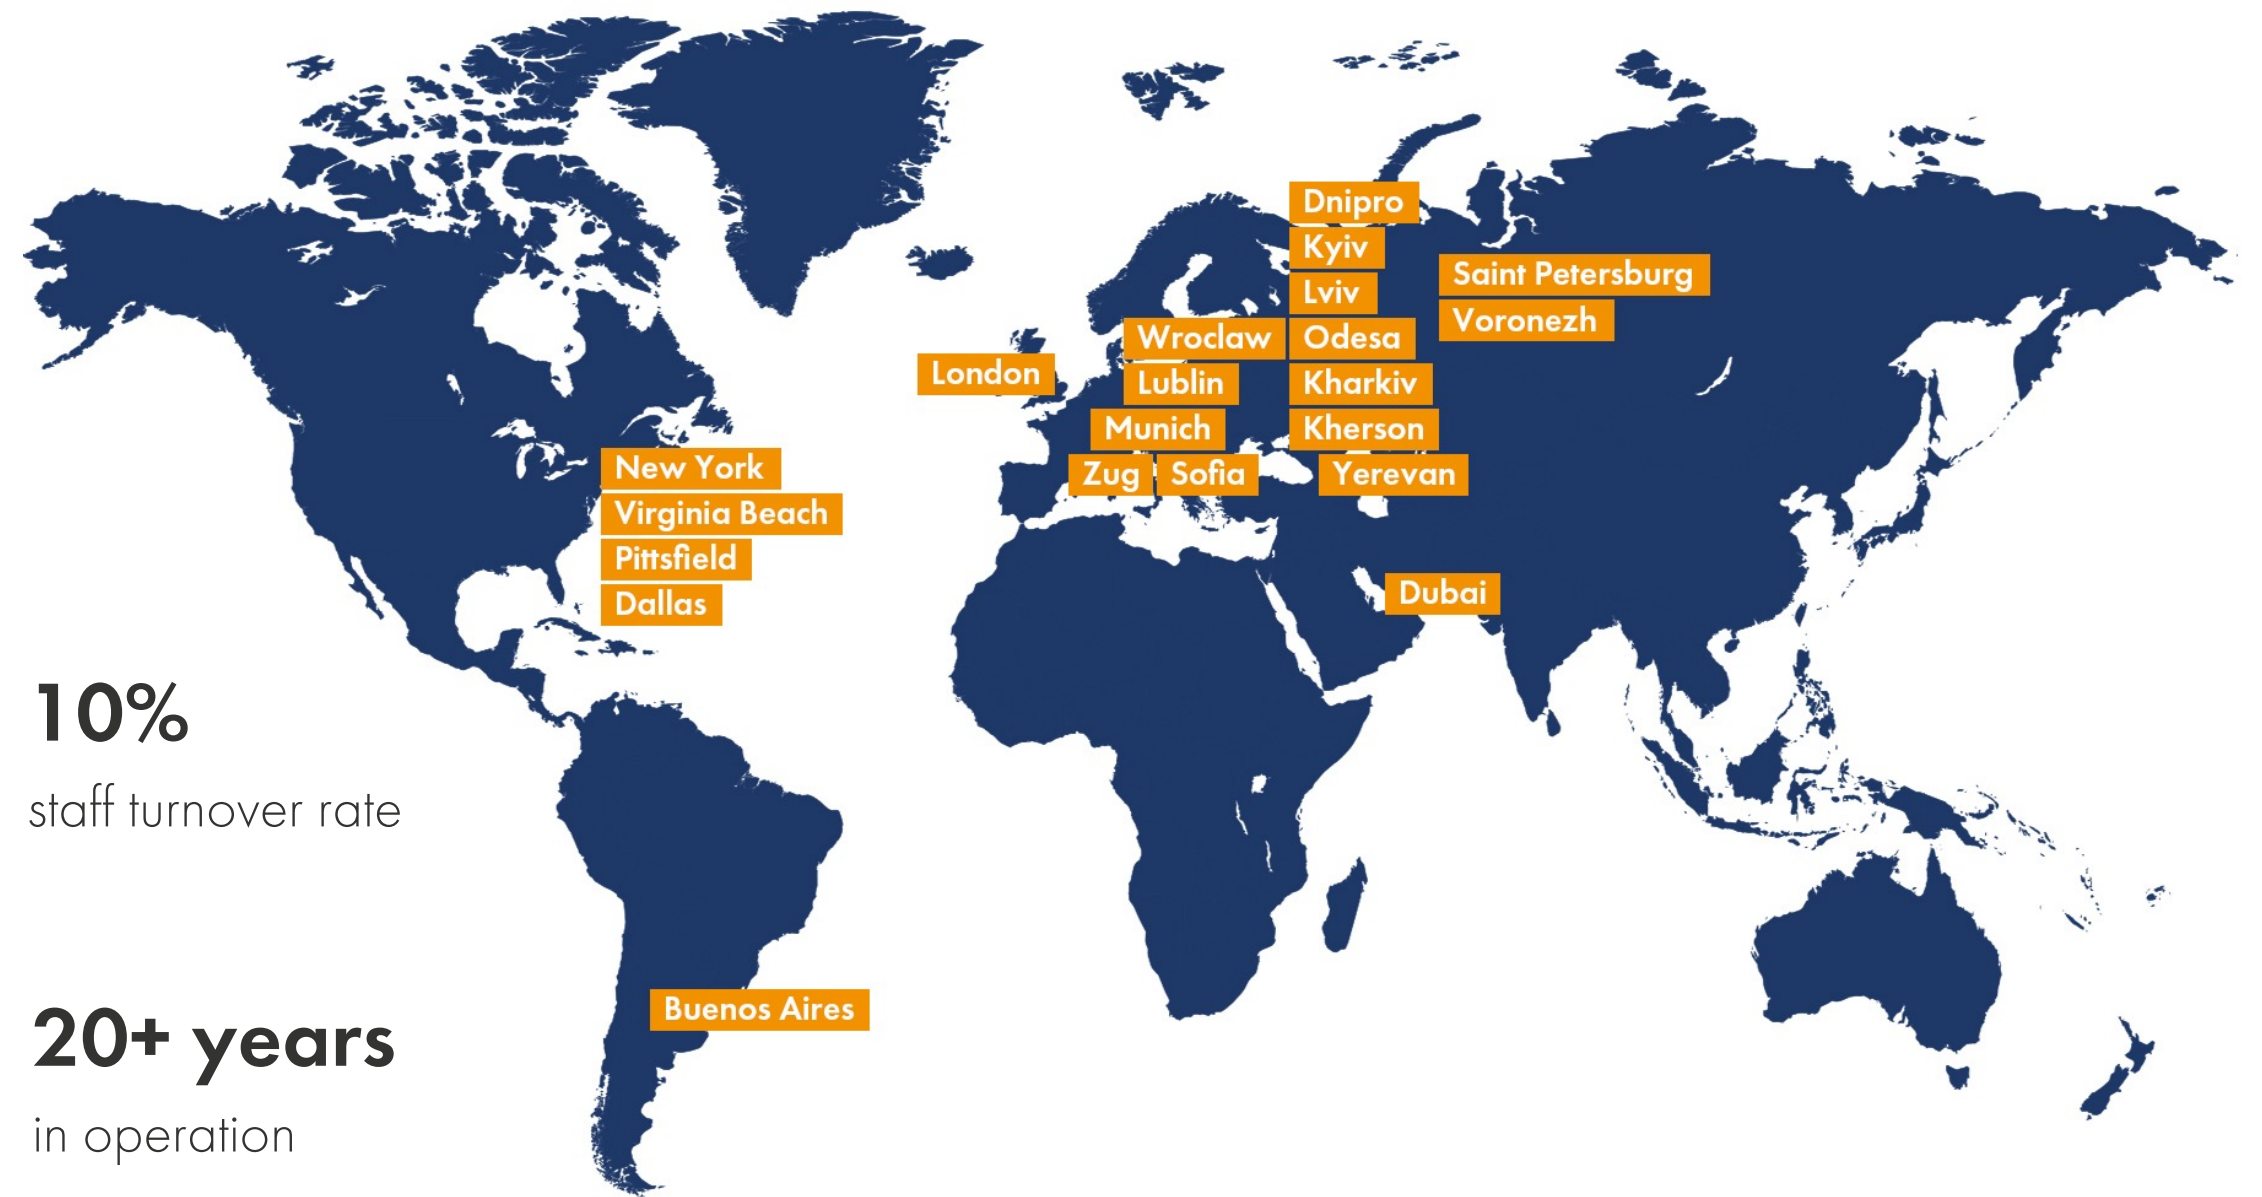 Dnipro
Kyiv
Saint Petersburg
Lviv
Voronezh
Wroclaw
Odesa
London
Lublin
Kharkiv
Munich
Kherson
New York
Zug
Sofia
Yerevan
Virginia Beach
Pittsfield
Dubai
Dallas
10%
staff turnover rate
Buenos Aires
20+ years
in operation